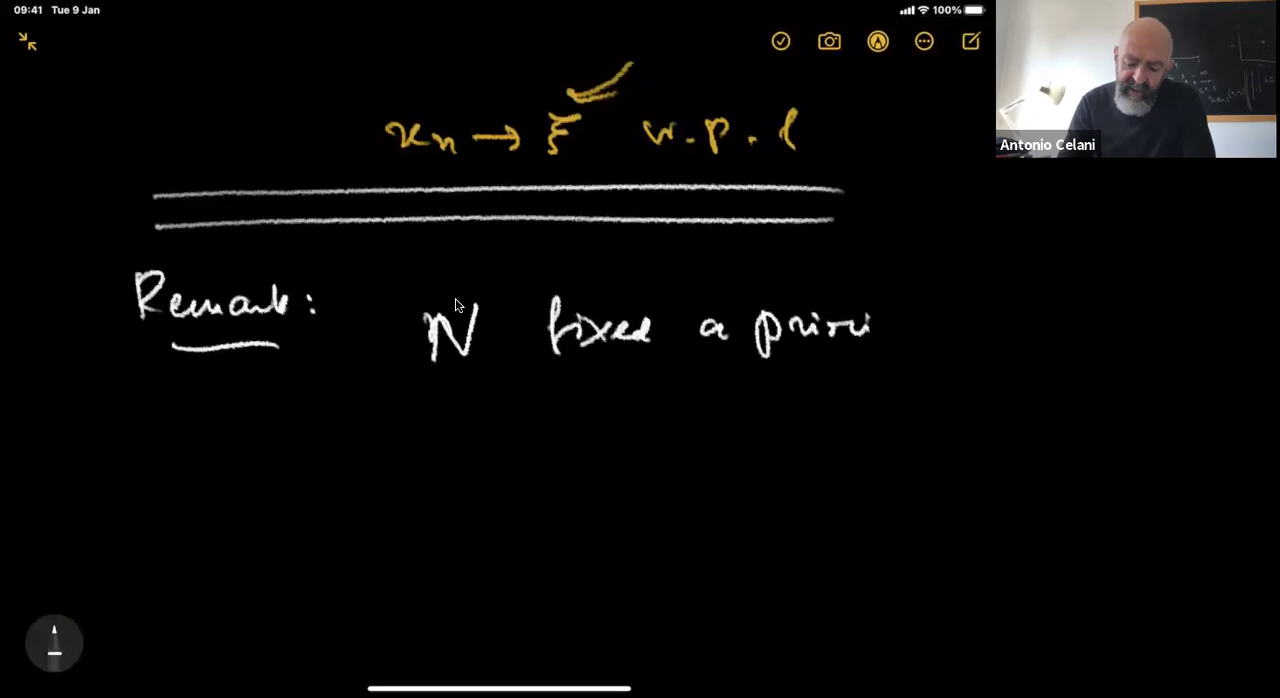 09:41 Tue 9 Jan 100%
xₙ → ξ w.p. 1
Antonio Celani
Remark: N fixed a priori